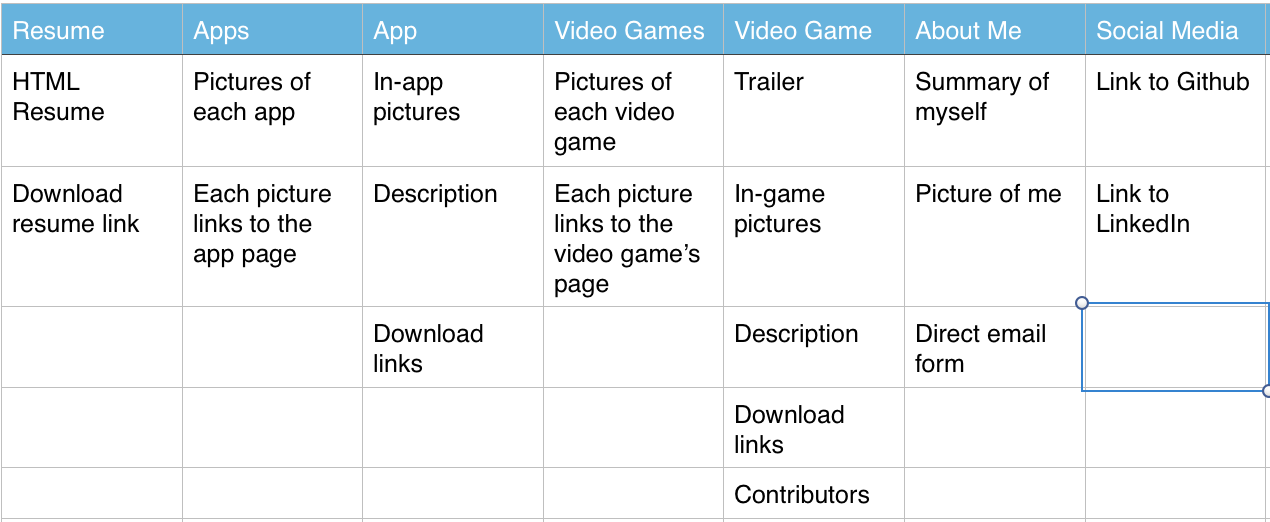 Resume Apps App Video Games Video Game About Me Social Media
HTML
Resume
Pictures of
each app
In-app
pictures
Pictures of
each video
game
Trailer
Summary of
myself
Link to Github
Download
resume link
Each picture
links to the
app page
Description
Each picture
links to the
video game’s
page
In-game
pictures
Picture of me
Link to
LinkedIn
Download
links
Description
Direct email
form
Download
links
Contributors